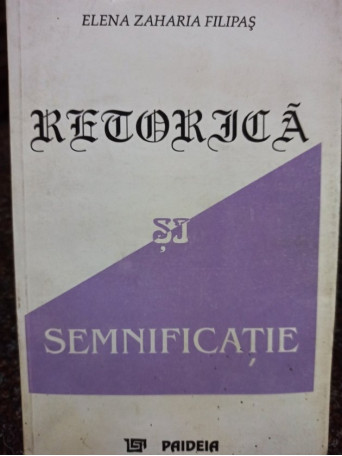 ELENA ZAHARIA FILIPAȘ
RETORICĂ
ȘI
SEMNIFICAȚIE
PAIDEIA